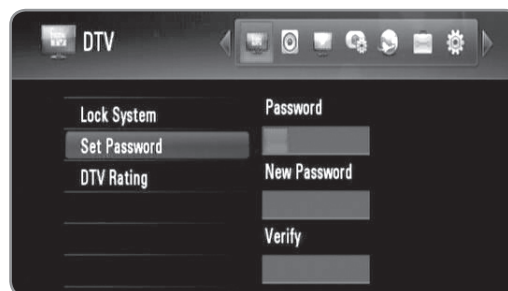 DTV
Lock System
Set Password
DTV Rating
Password
New Password
Verify